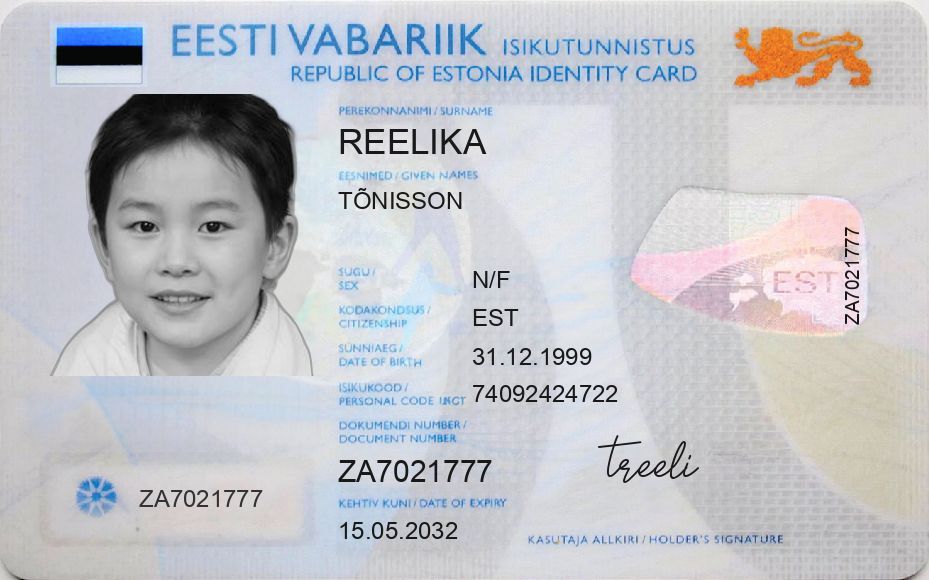 EESTI VABARIIK ISIKUTUNNISTUS
REPUBLIC OF ESTONIA IDENTITY CARD
PEREKONNANIMI / SURNAME
REELIKA
EESNIMED / GIVEN NAMES
TÕNISSON
SUGU /
SEX
N/F
KODAKONDSUS /
CITIZENSHIP
EST
SÜNNIAEG /
DATE OF BIRTH
31.12.1999
ISIKUKOOD /
PERSONAL CODE
74092424722
DOKUMENDI NUMBER /
DOCUMENT NUMBER
ZA7021777
KEHTIV KUNI / DATE OF EXPIRY
15.05.2032
ZA7021777
EST
ZA7021777
treeli
KASUTAJA ALLKIRI / HOLDER'S SIGNATURE